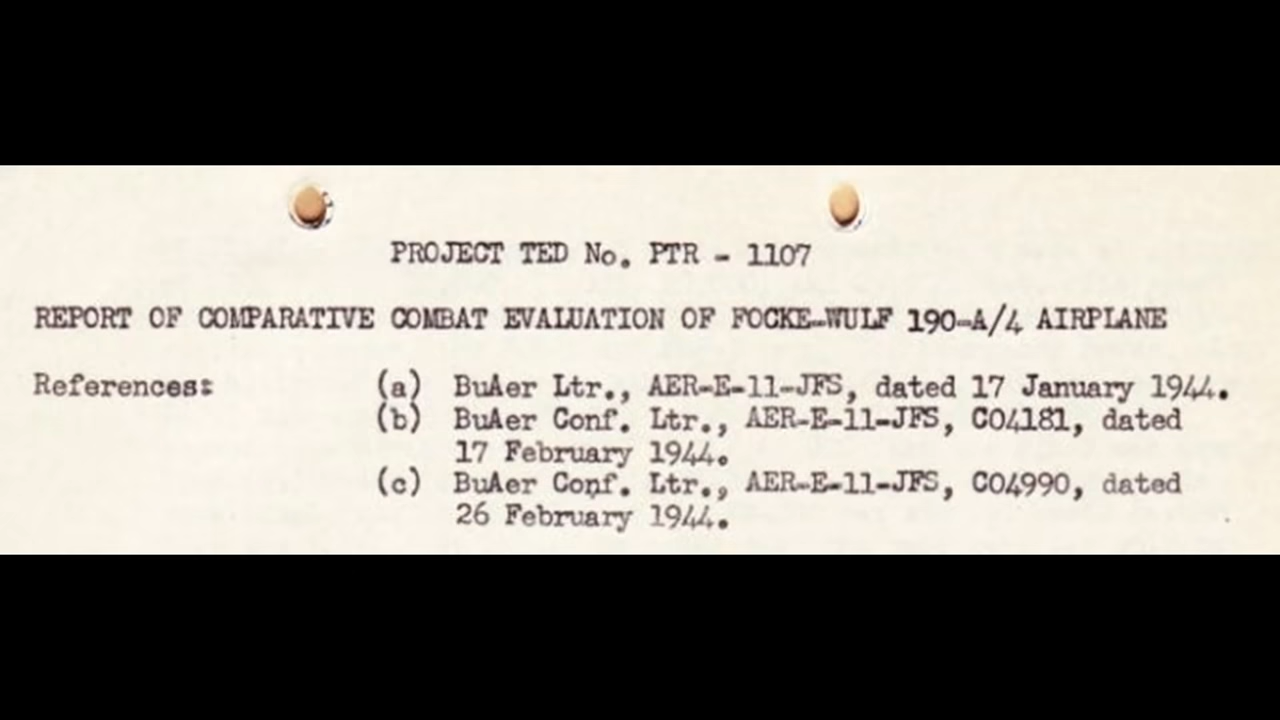 PROJECT TED No. PTR - 1107
REPORT OF COMPARATIVE COMBAT EVALUATION OF FOCKE-WULF 190-A/4 AIRPLANE
References: (a) BuAer Ltr., AER-E-11-JFS, dated 17 January 1944.
(b) BuAer Conf. Ltr., AER-E-11-JFS, C04181, dated
17 February 1944.
(c) BuAer Conf. Ltr., AER-E-11-JFS, C04990, dated
26 February 1944.